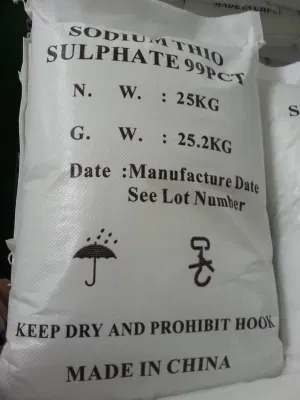 SODIUM THIO
SULPHATE 99PCT
N. W. : 25KG
G. W. : 25.2KG
Date :Manufacture Date
See Lot Number
KEEP DRY AND PROHIBIT HOOK
MADE IN CHINA